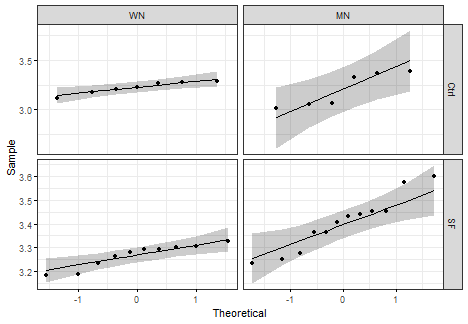 WN MN
3.5
3.0
Ctrl
Sample
3.6
3.5
3.4
3.3
3.2
SF
-1 0 1 -1 0 1
Theoretical